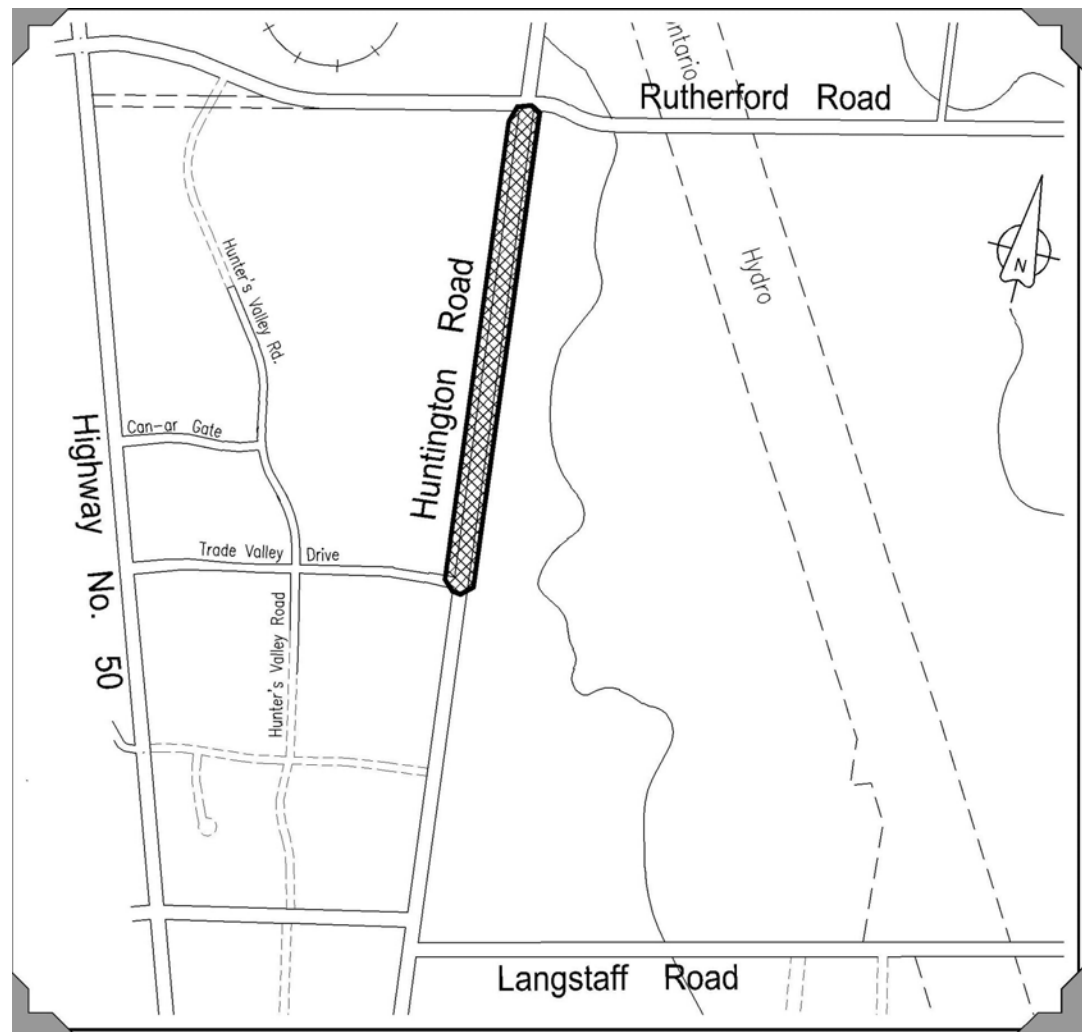 ntario
Rutherford Road
Hydro
N
Hunter's Valley Rd.
Huntington Road
Can-ar Gate
Highway No. 50
Trade Valley Drive
Hunter's Valley Road
Langstaff Road